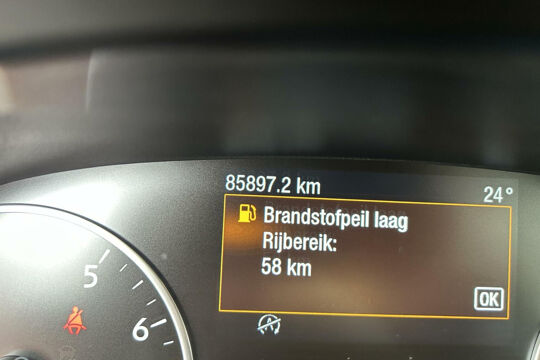 85897.2 km
24°
Brandstofpeil laag
Rijbereik:
58 km
OK
5
6
A